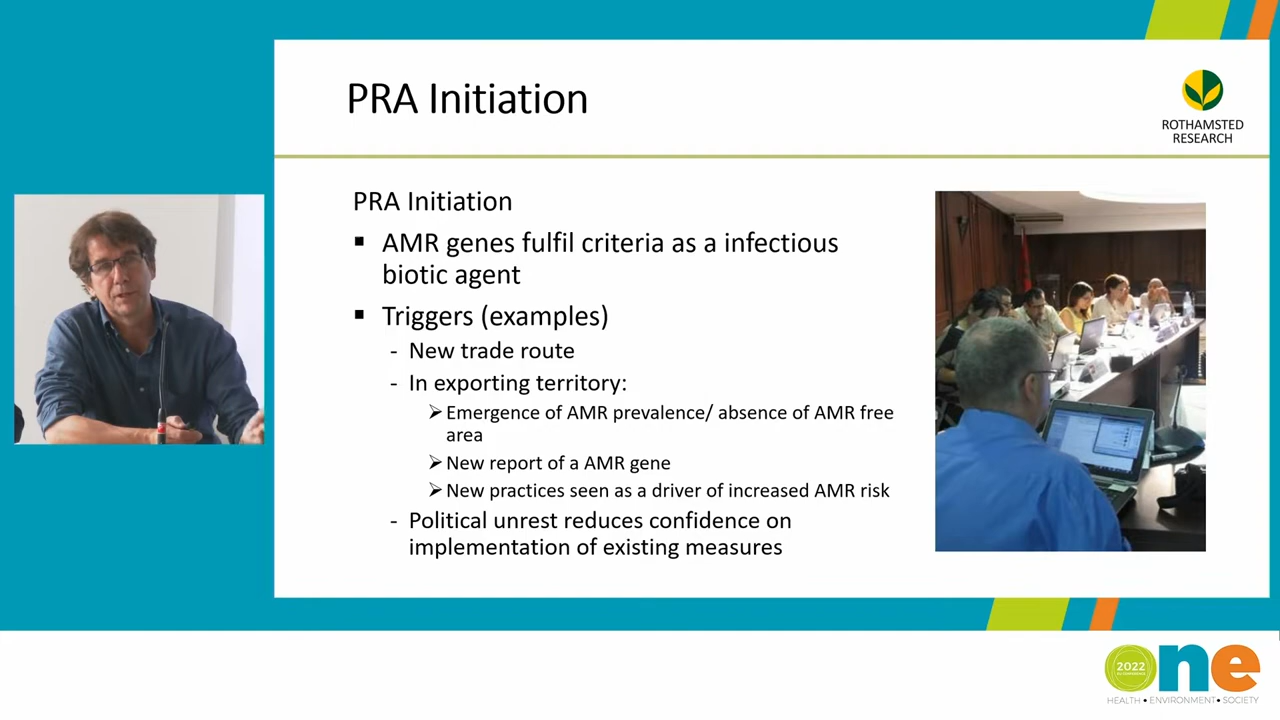 PRA Initiation
ROTHAMSTED
RESEARCH
PRA Initiation
▪ AMR genes fulfil criteria as a infectious
biotic agent
▪ Triggers (examples)
- New trade route
- In exporting territory:
➢ Emergence of AMR prevalence/ absence of AMR free
area
➢ New report of a AMR gene
➢ New practices seen as a driver of increased AMR risk
- Political unrest reduces confidence on
implementation of existing measures
2022
one
HEALTH • ENVIRONMENT • SOCIETY